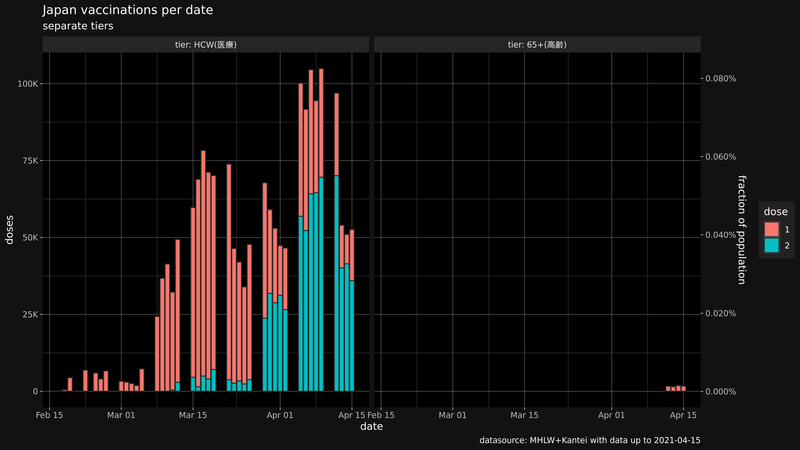 Japan vaccinations per date
separate tiers
tier: HCW(医療)
tier: 65+(高齢)
100K
75K
50K
25K
0
doses
0.080%
0.060%
0.040%
0.020%
0.000%
fraction of population
dose
1
2
Feb 15
Mar 01
Mar 15
Apr 01
Apr 15
Feb 15
Mar 01
Mar 15
Apr 01
Apr 15
date
datasource: MHLW+Kantei with data up to 2021-04-15